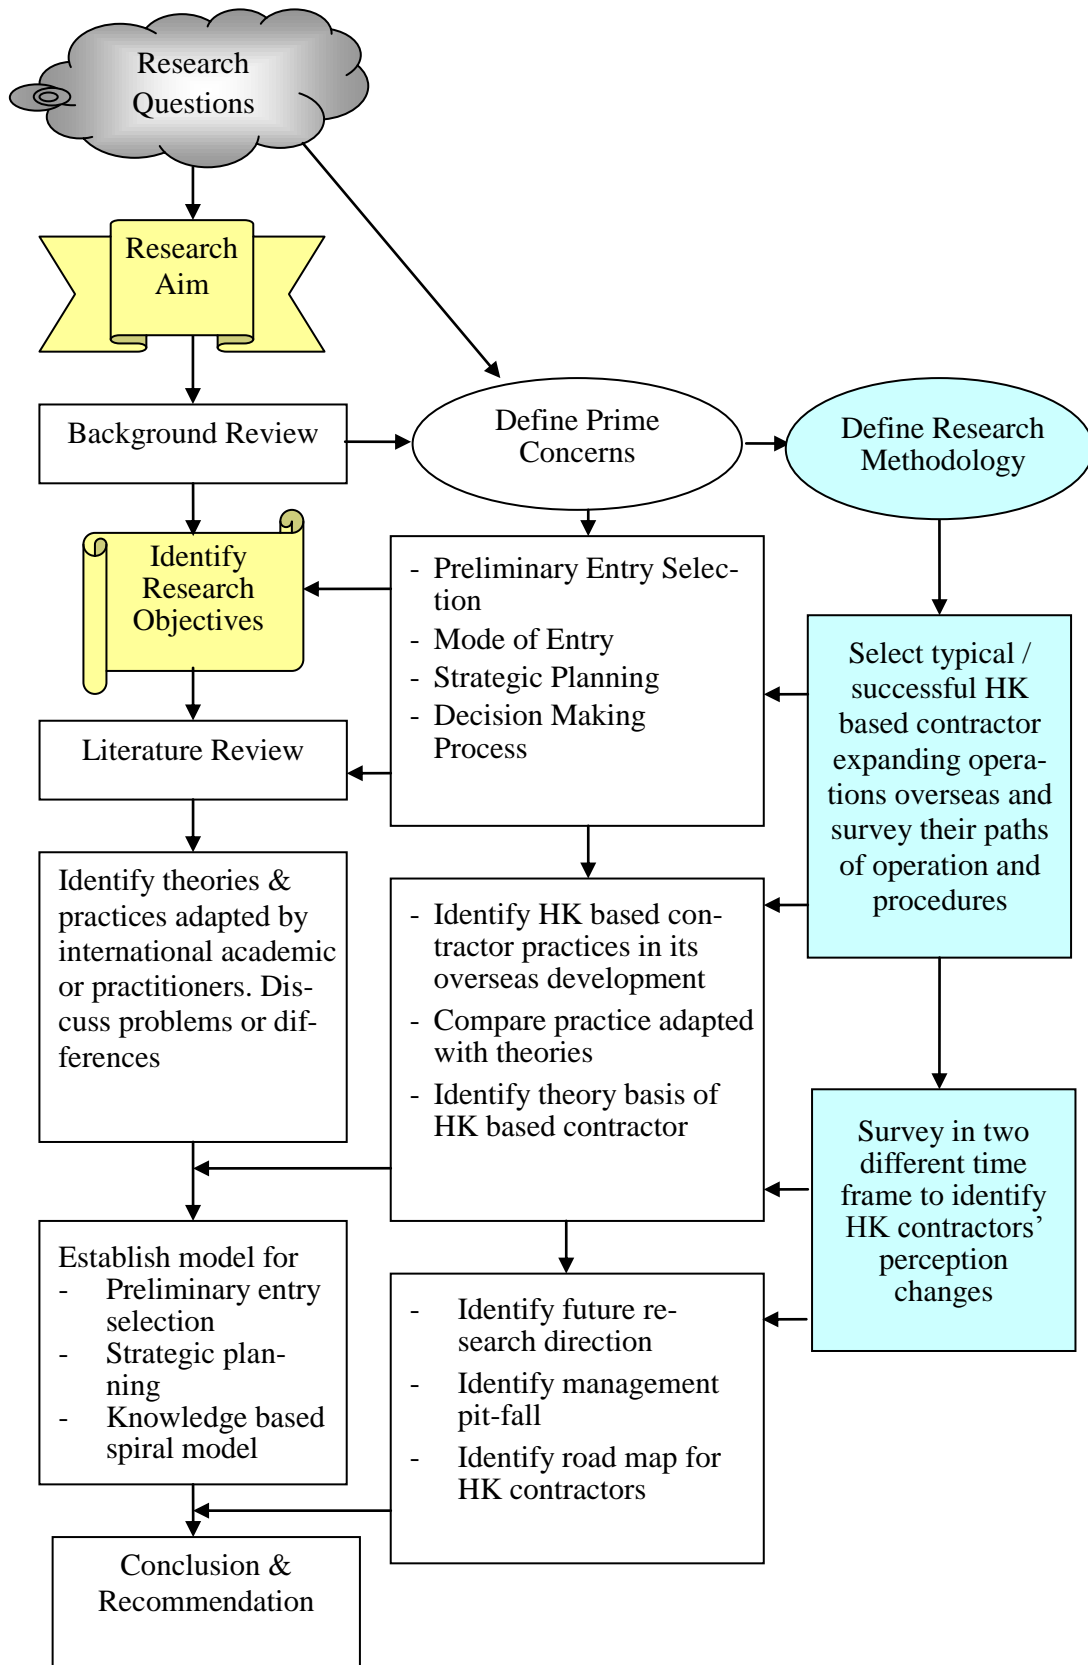 Research
Questions
Research
Aim
Background Review
Define Prime
Concerns
Define Research
Methodology
Identify
Research
Objectives
- Preliminary Entry Selec-
tion
- Mode of Entry
- Strategic Planning
- Decision Making
Process
Select typical /
successful HK
based contractor
expanding opera-
tions overseas and
survey their paths
of operation and
procedures
Literature Review
Identify theories &
practices adapted by
international academic
or practitioners. Dis-
cuss problems or dif-
ferences
- Identify HK based con-
tractor practices in its
overseas development
- Compare practice adapted
with theories
- Identify theory basis of
HK based contractor
Survey in two
different time
frame to identify
HK contractors’
perception
changes
Establish model for
- Preliminary entry
selection
- Strategic plan-
ning
- Knowledge based
spiral model
- Identify future re-
search direction
- Identify management
pit-fall
- Identify road map for
HK contractors
Conclusion &
Recommendation